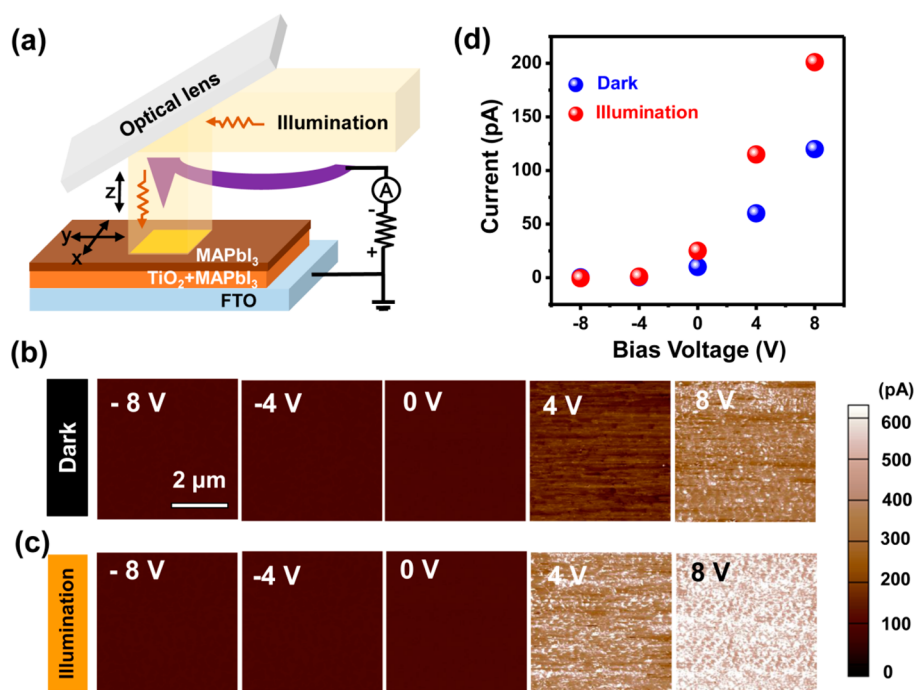 (a)
Optical lens
Illumination
A
-
+
z
y
x
MAPbI₃
TiO₂+MAPbI₃
FTO
(d)
Current (pA)
200
150
100
50
0
Dark
Illumination
-8 -4 0 4 8
Bias Voltage (V)
(b)
Dark
- 8 V
-4 V
0 V
4 V
8 V
2 µm
(c)
Illumination
- 8 V
-4 V
0 V
4 V
8 V
(pA)
600
500
400
300
200
100
0